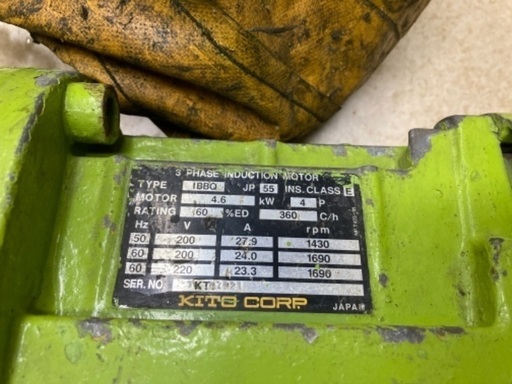 3 PHASE INDUCTION MOTOR
TYPE IBBQ JP 55 INS.CLASS E
MOTOR 4.6 kW 4 P
RATING 60 %ED 360 C/h
Hz V A rpm
50 200 27.9 1430
60 200 24.0 1690
60 220 23.3 1690
SER. NO.
KITO CORP.
JAPAN